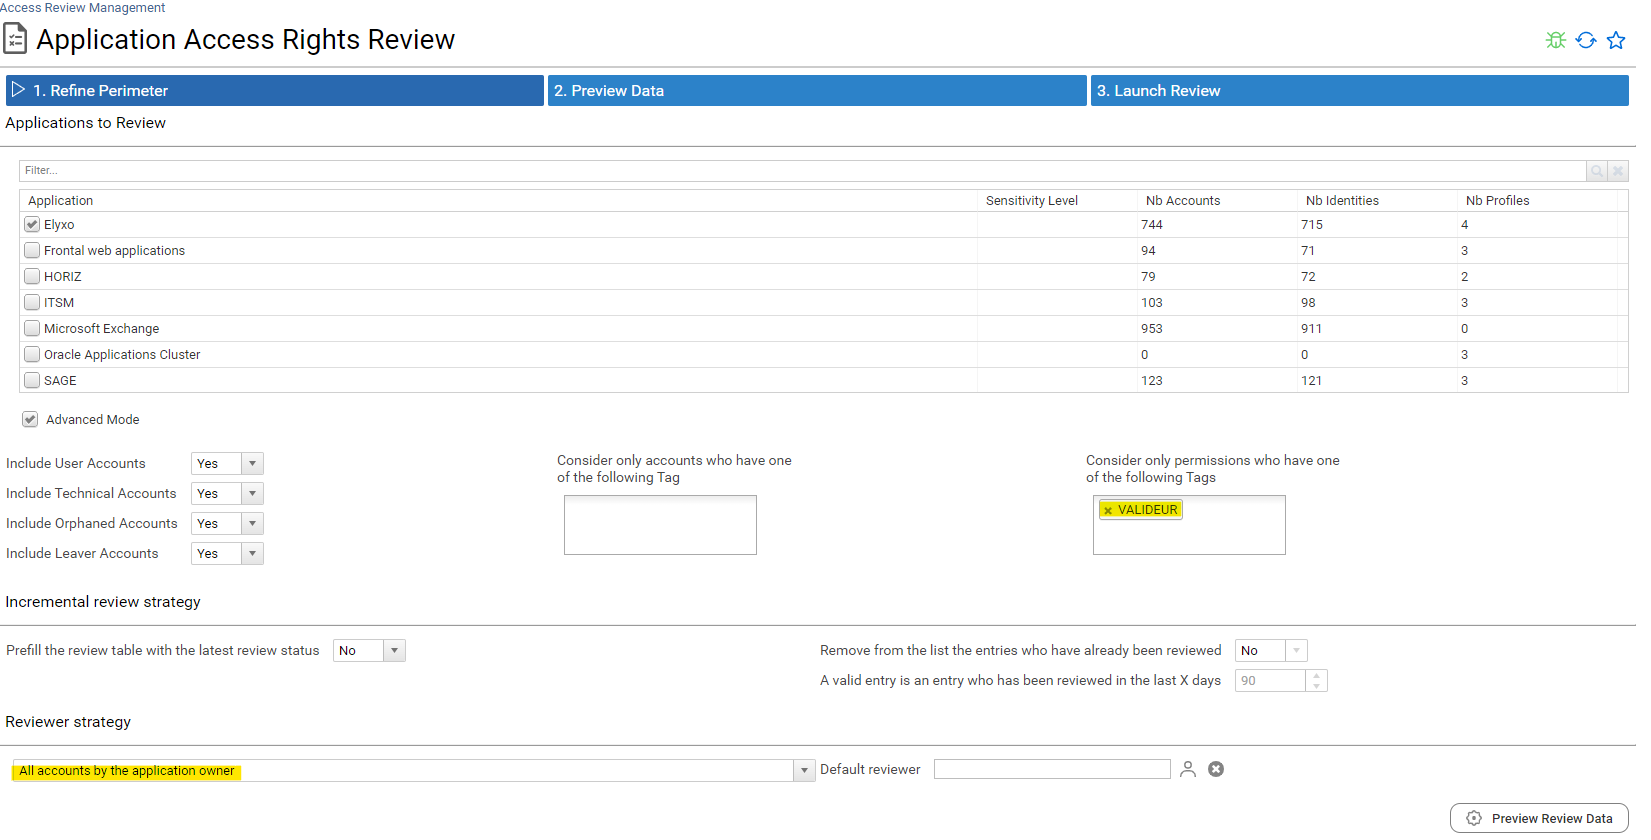 Access Review Management
Application Access Rights Review
1. Refine Perimeter
2. Preview Data
3. Launch Review
Applications to Review
Filter...
Application Sensitivity Level Nb Accounts Nb Identities Nb Profiles
Elyxo 744 715 4
Frontal web applications 94 71 3
HORIZ 79 72 2
ITSM 103 98 3
Microsoft Exchange 953 911 0
Oracle Applications Cluster 0 0 3
SAGE 123 121 3
Advanced Mode
Include User Accounts Yes
Include Technical Accounts Yes
Include Orphaned Accounts Yes
Include Leaver Accounts Yes
Consider only accounts who have one
of the following Tag
Consider only permissions who have one
of the following Tags
VALIDEUR
Incremental review strategy
Prefill the review table with the latest review status No
Remove from the list the entries who have already been reviewed No
A valid entry is an entry who has been reviewed in the last X days 90
Reviewer strategy
All accounts by the application owner
Default reviewer
Preview Review Data